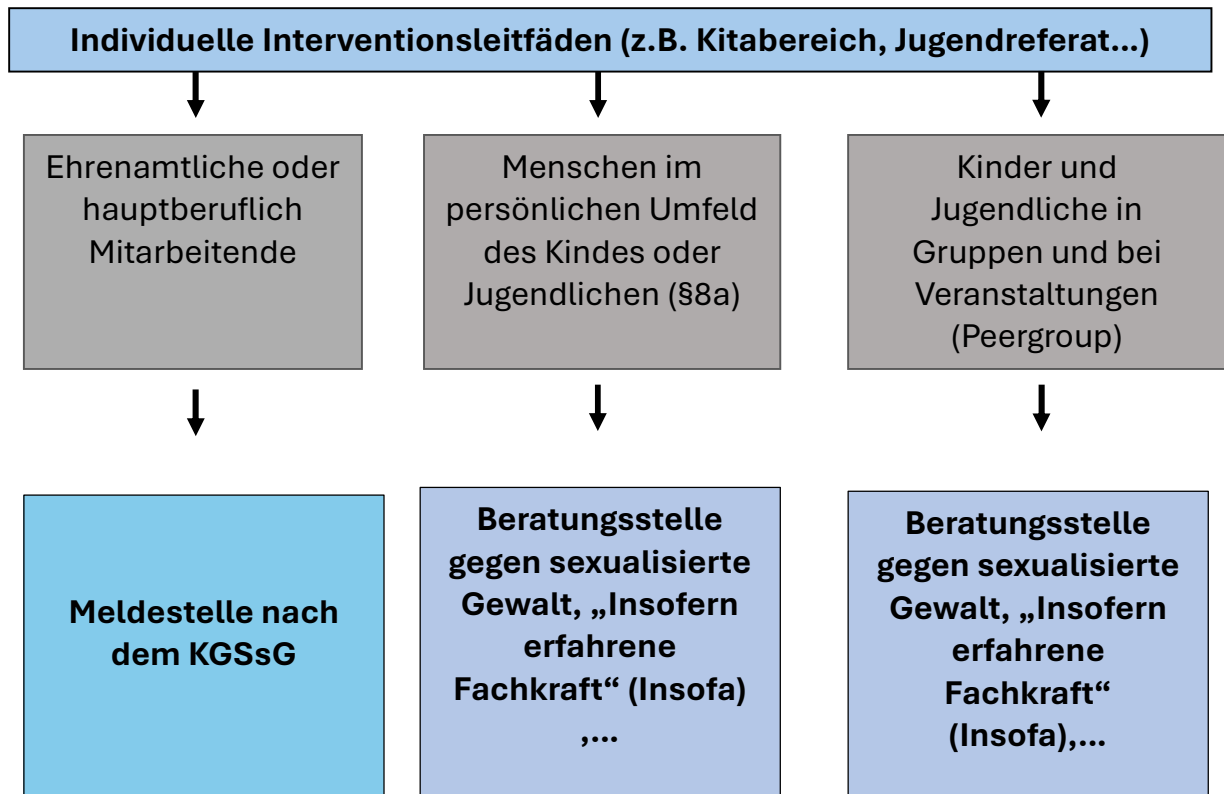 Individuelle Interventionsleitfäden (z.B. Kitabereich, Jugendreferat...)
Ehrenamtliche oder
hauptberuflich
Mitarbeitende
Menschen im
persönlichen Umfeld
des Kindes oder
Jugendlichen (§8a)
Kinder und
Jugendliche in
Gruppen und bei
Veranstaltungen
(Peergroup)
Meldestelle nach
dem KGSsG
Beratungsstelle
gegen sexualisierte
Gewalt, „Insofern
erfahrene
Fachkraft“ (Insofa)
,...
Beratungsstelle
gegen sexualisierte
Gewalt, „Insofern
erfahrene
Fachkraft“
(Insofa),...